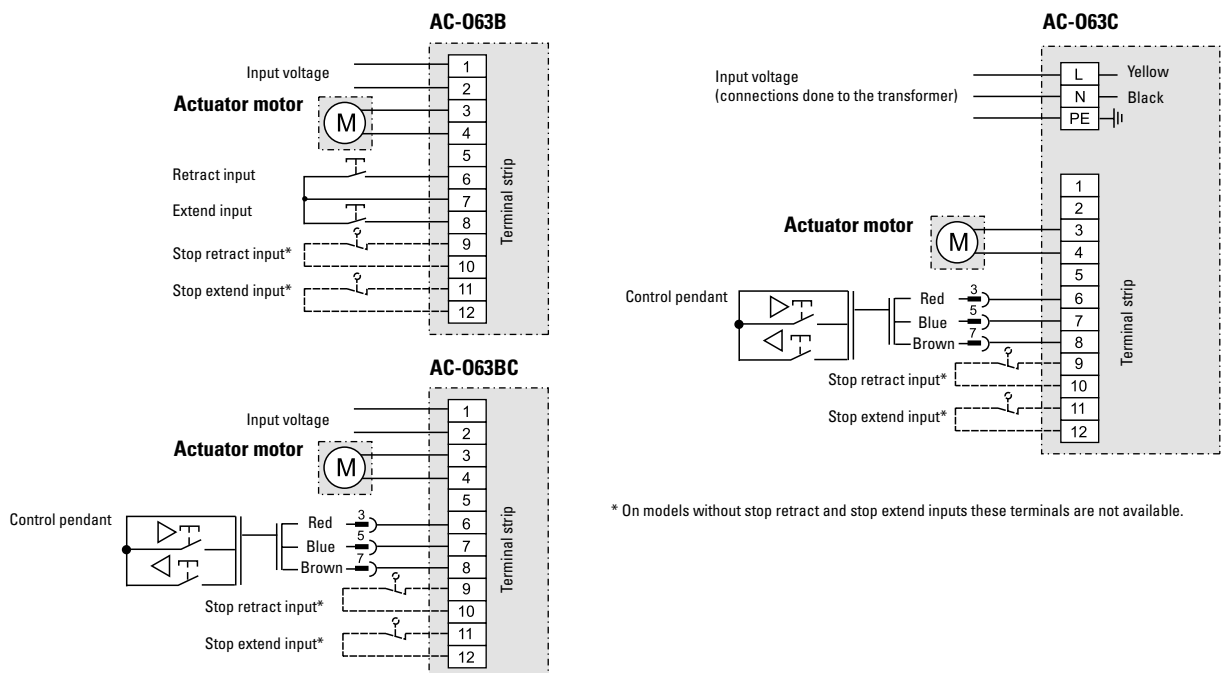 AC-063B
Input voltage
Actuator motor
M
Retract input
Extend input
Stop retract input*
Stop extend input*
1
2
3
4
5
6
7
8
9
10
11
12
Terminal strip
AC-063BC
Input voltage
Actuator motor
M
Control pendant
Red 3
Blue 5
Brown 7
Stop retract input*
Stop extend input*
1
2
3
4
5
6
7
8
9
10
11
12
Terminal strip
AC-063C
Input voltage
(connections done to the transformer)
L Yellow
N Black
PE
Actuator motor
M
Control pendant
Red 3
Blue 5
Brown 7
Stop retract input*
Stop extend input*
1
2
3
4
5
6
7
8
9
10
11
12
Terminal strip
* On models without stop retract and stop extend inputs these terminals are not available.